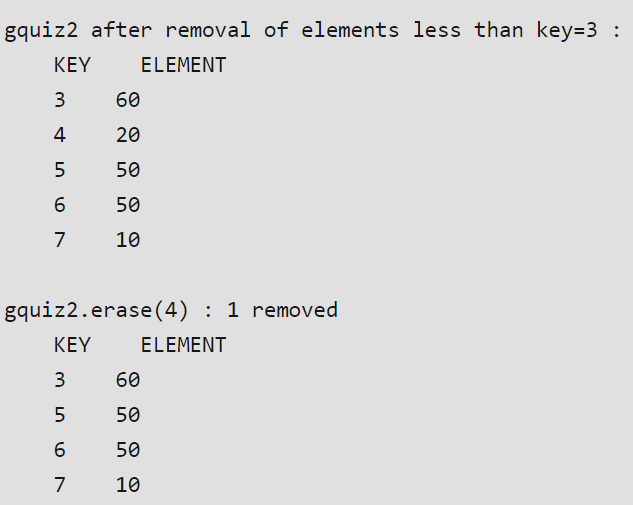 gquiz2 after removal of elements less than key=3 :
    KEY    ELEMENT
    3    60
    4    20
    5    50
    6    50
    7    10

gquiz2.erase(4) : 1 removed
    KEY    ELEMENT
    3    60
    5    50
    6    50
    7    10